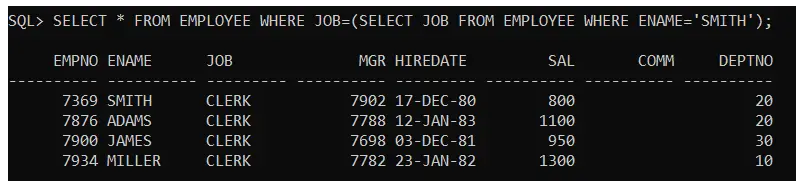 SQL> SELECT * FROM EMPLOYEE WHERE JOB=(SELECT JOB FROM EMPLOYEE WHERE ENAME='SMITH');
EMPNO ENAME JOB MGR HIREDATE SAL COMM DEPTNO
---------- ---------- --------- ---------- --------- ---------- ---------- ----------
7369 SMITH CLERK 7902 17-DEC-80 800 20
7876 ADAMS CLERK 7788 12-JAN-83 1100 20
7900 JAMES CLERK 7698 03-DEC-81 950 30
7934 MILLER CLERK 7782 23-JAN-82 1300 10